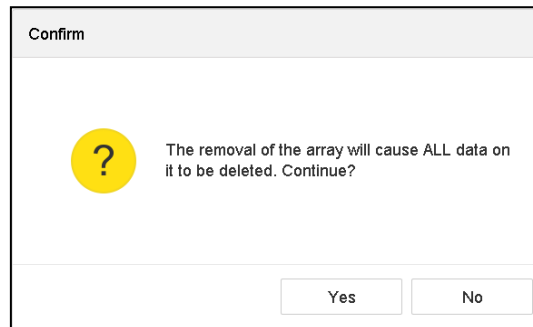 Confirm
?
The removal of the array will cause ALL data on
it to be deleted. Continue?
Yes
No